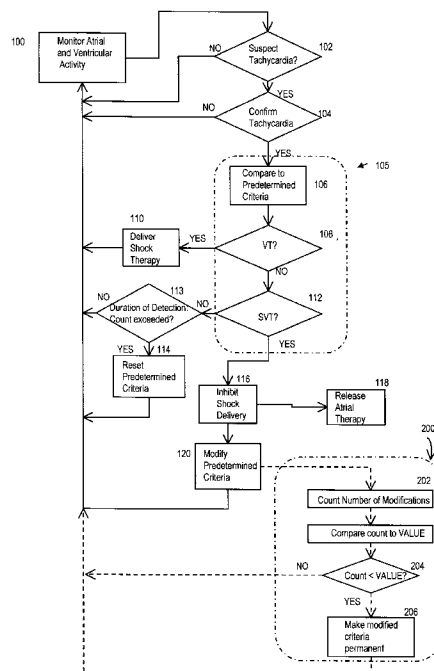 100
Monitor Atrial
and Ventricular
Activity
Suspect
Tachycardia?
102
NO
YES
Confirm
Tachycardia
104
NO
YES
105
Compare to
Predetermined
Criteria
106
110
Deliver
Shock
Therapy
YES
VT?
108
NO
113
NO
Duration of Detection
Count exceeded?
NO
SVT?
112
YES
YES
114
Reset
Predetermined
Criteria
116
Inhibit
Shock
Delivery
118
Release
Atrial
Therapy
120
Modify
Predetermined
Criteria
200
202
Count Number of Modifications
Compare count to VALUE
204
NO
Count < VALUE?
YES
206
Make modified
criteria
permanent